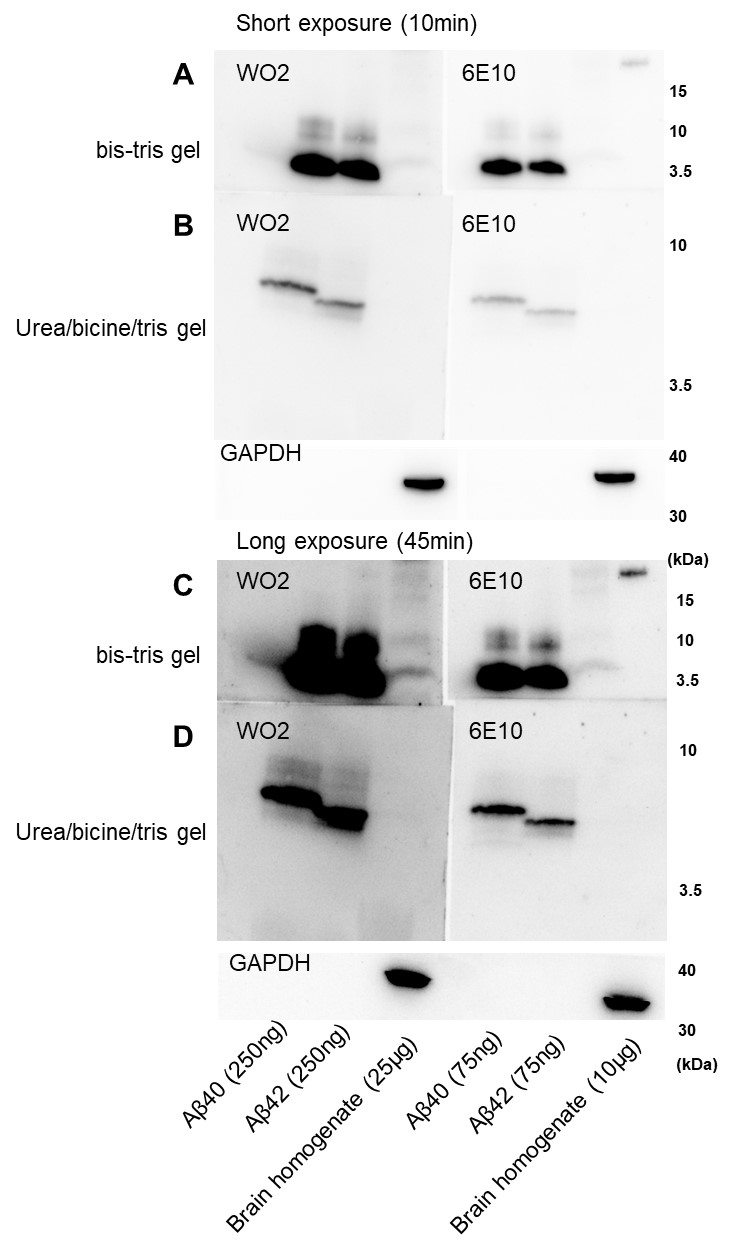 Short exposure (10min)
A
WO2
6E10
15
10
3.5
bis-tris gel
B
WO2
6E10
10
3.5
Urea/bicine/tris gel
GAPDH
40
30
(kDa)
Long exposure (45min)
C
WO2
6E10
15
10
3.5
bis-tris gel
D
WO2
6E10
10
3.5
Urea/bicine/tris gel
GAPDH
40
30
(kDa)
Aβ40 (250ng)
Aβ42 (250ng)
Brain homogenate (25µg)
Aβ40 (75ng)
Aβ42 (75ng)
Brain homogenate (10µg)